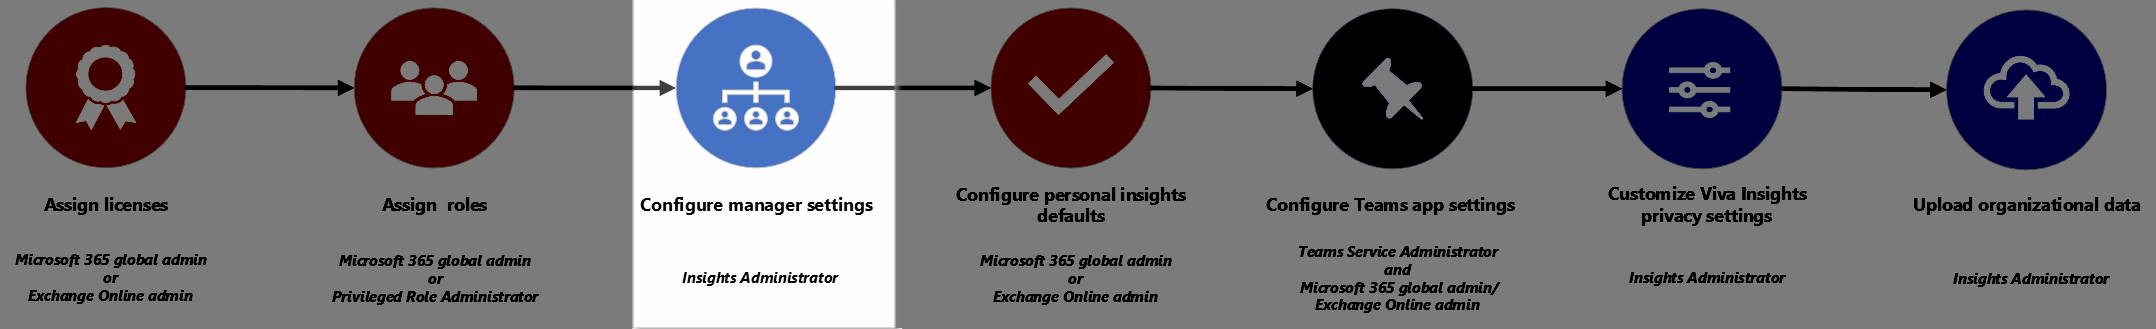 Assign licenses
Microsoft 365 global admin
or
Exchange Online admin
Assign roles
Microsoft 365 global admin
or
Privileged Role Administrator
Configure manager settings
Insights Administrator
Configure personal insights
defaults
Microsoft 365 global admin
or
Exchange Online admin
Configure Teams app settings
Teams Service Administrator
and
Microsoft 365 global admin/
Exchange Online admin
Customize Viva Insights
privacy settings
Insights Administrator
Upload organizational data
Insights Administrator